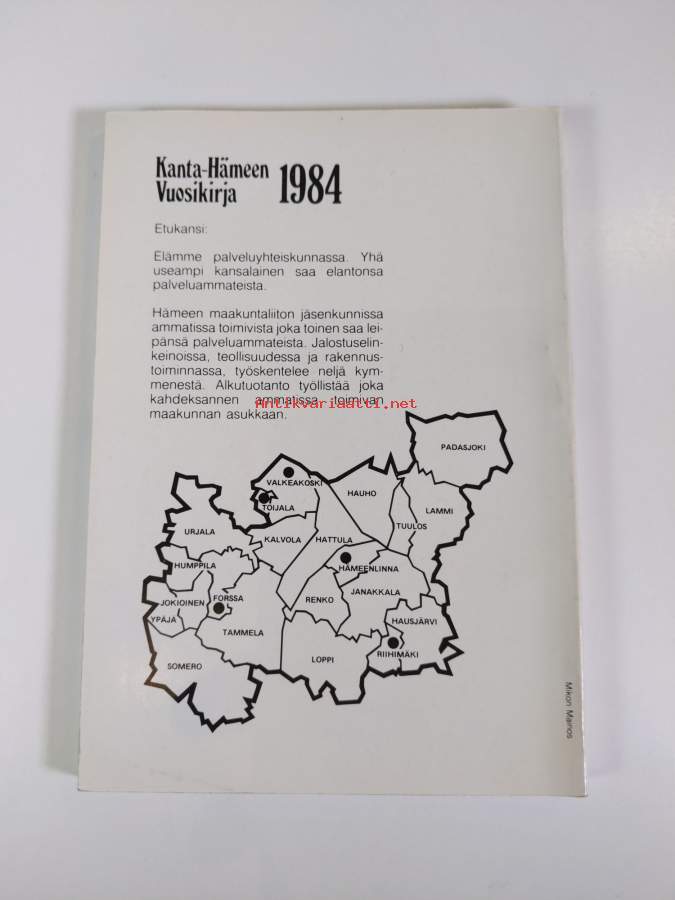 Kanta-Hämeen
Vuosikirja 1984
Etukansi:
Elämme palveluyhteiskunnassa. Yhä
useampi kansalainen saa elantonsa
palveluammateista.
Hämeen maakuntaliiton jäsenkunnissa
ammatissa toimivista joka toinen saa lei-
pänsä palveluammateista. Jalostuselin-
keinoissa, teollisuudessa ja rakennus-
toiminnassa, työskentelee neljä kym-
menestä. Alkutuotanto työllistää joka
kahdeksannen ammatissa toimivan
maakunnan asukkaan.
Antikvariaatti.net
PADASJOKI
VALKEAKOSKI
HAUHO
TOIJALA
LAMMI
TUULOS
URJALA
KALVOLA
HATTULA
HUMPPILA
HÄMEENLINNA
JOKIOINEN
FORSSA
RENKO
JANAKKALA
YPÄJÄ
HAUSJÄRVI
TAMMELA
RIIHIMÄKI
LOPPI
SOMERO
Mikon Mainos